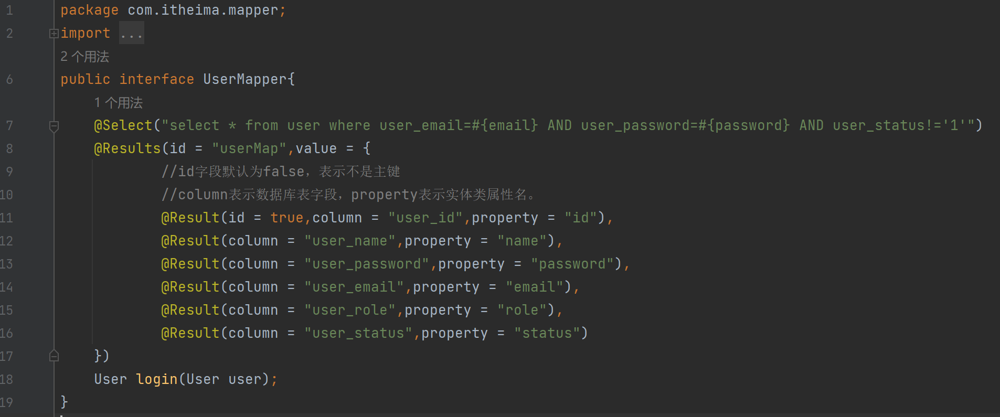 1 package com.itheima.mapper;
2 import ...
2 个用法
6 public interface UserMapper{
1 个用法
7 @Select("select * from user where user_email=#{email} AND user_password=#{password} AND user_status!='1'")
8 @Results(id = "userMap",value = {
9 //id字段默认为false，表示不是主键
10 //column表示数据库表字段，property表示实体类属性名。
11 @Result(id = true,column = "user_id",property = "id"),
12 @Result(column = "user_name",property = "name"),
13 @Result(column = "user_password",property = "password"),
14 @Result(column = "user_email",property = "email"),
15 @Result(column = "user_role",property = "role"),
16 @Result(column = "user_status",property = "status")
17 })
18 User login(User user);
19 }